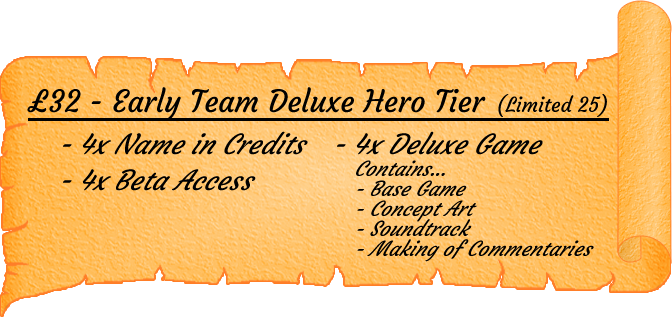 £32 - Early Team Deluxe Hero Tier (Limited 25)
- 4x Name in Credits
- 4x Beta Access
- 4x Deluxe Game
Contains...
- Base Game
- Concept Art
- Soundtrack
- Making of Commentaries